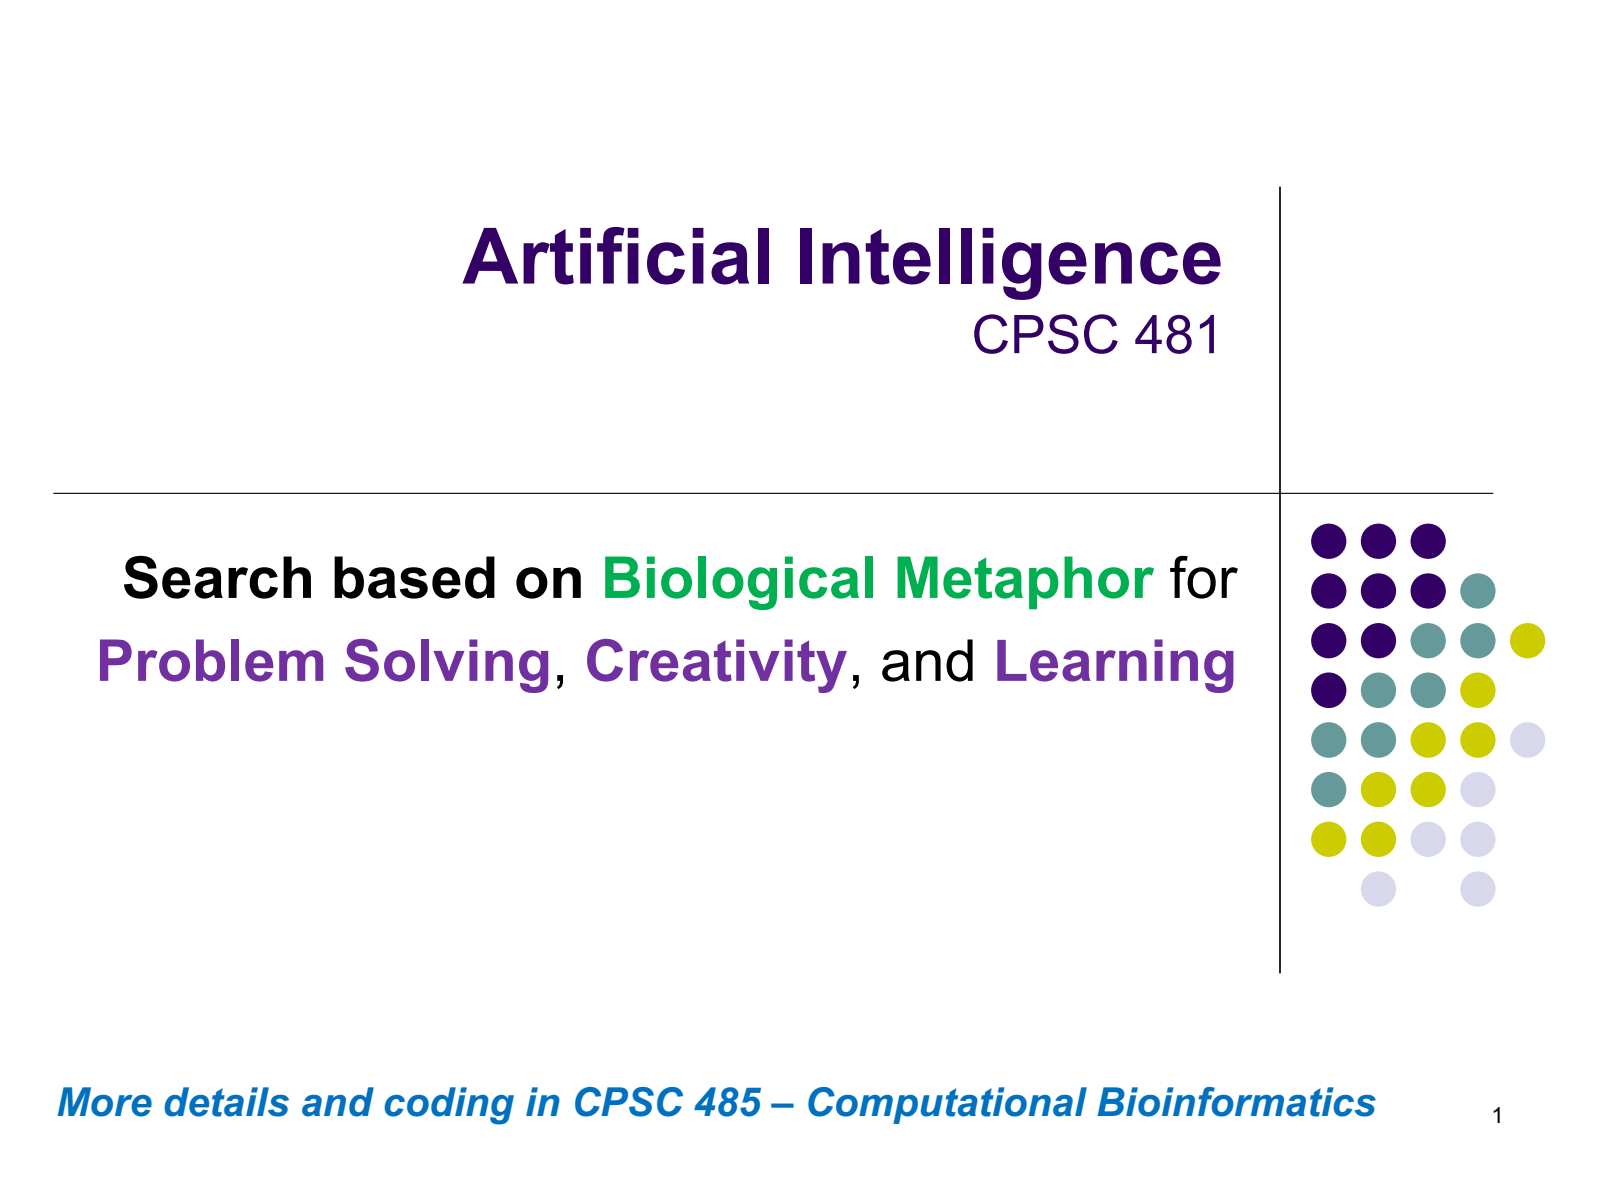 Artificial Intelligence
CPSC 481
Search based on Biological Metaphor for
Problem Solving, Creativity, and Learning
More details and coding in CPSC 485 – Computational Bioinformatics
1